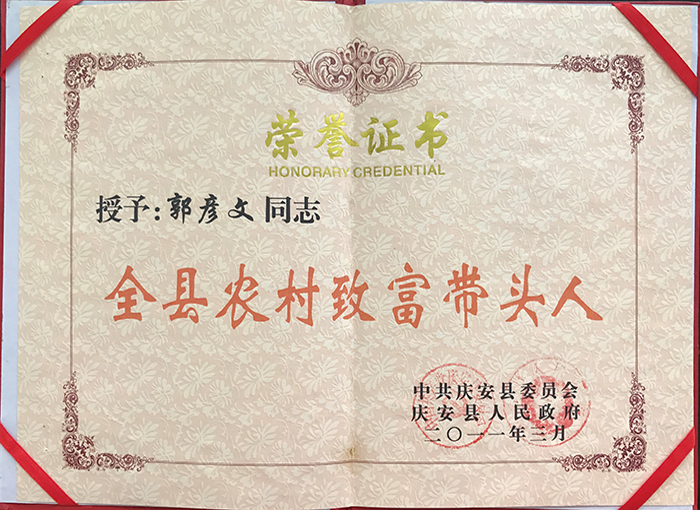 荣誉证书
HONORARY CREDENTIAL
授予：郭彦文同志
全县农村致富带头人
中共庆安县委员会
庆安县人民政府
二〇一一年三月